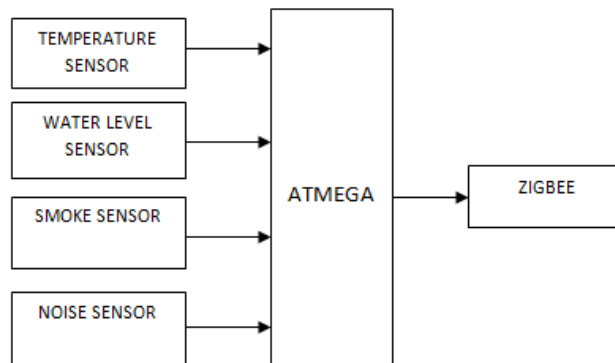 TEMPERATURE
SENSOR
WATER LEVEL
SENSOR
SMOKE SENSOR
NOISE SENSOR
ATMEGA
ZIGBEE